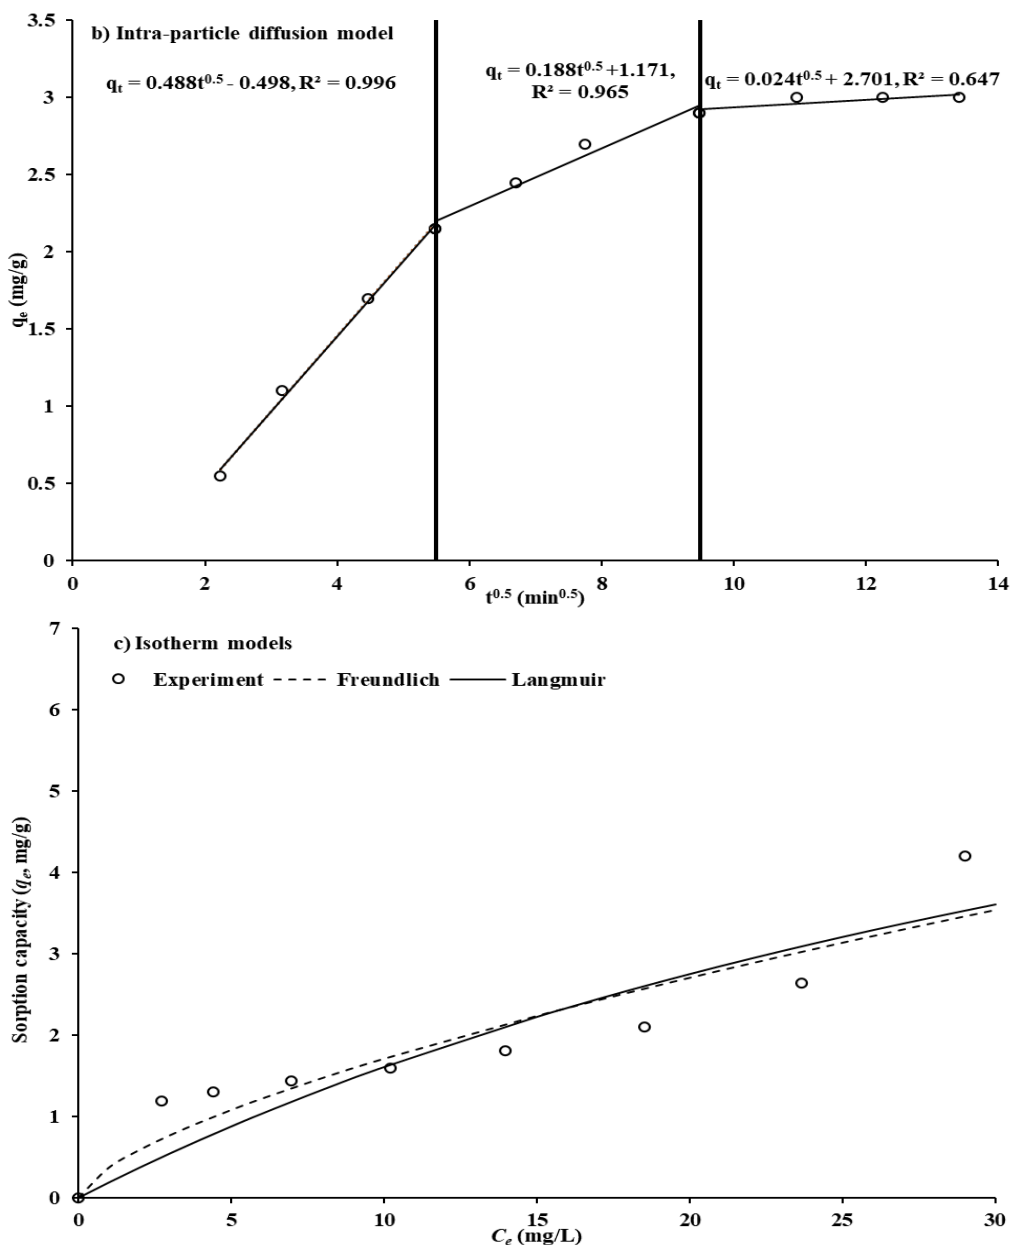 3.5
b) Intra-particle diffusion model
qₜ = 0.488t⁰·⁵ - 0.498, R² = 0.996
qₜ = 0.188t⁰·⁵ +1.171,
R² = 0.965
qₜ = 0.024t⁰·⁵ + 2.701, R² = 0.647
3
2.5
2
1.5
1
0.5
0
qₑ (mg/g)
0 2 4 6 8 10 12 14
t⁰·⁵ (min⁰·⁵)
7
c) Isotherm models
Experiment Freundlich Langmuir
6
5
4
3
2
1
0
Sorption capacity (qₑ, mg/g)
0 5 10 15 20 25 30
Cₑ (mg/L)